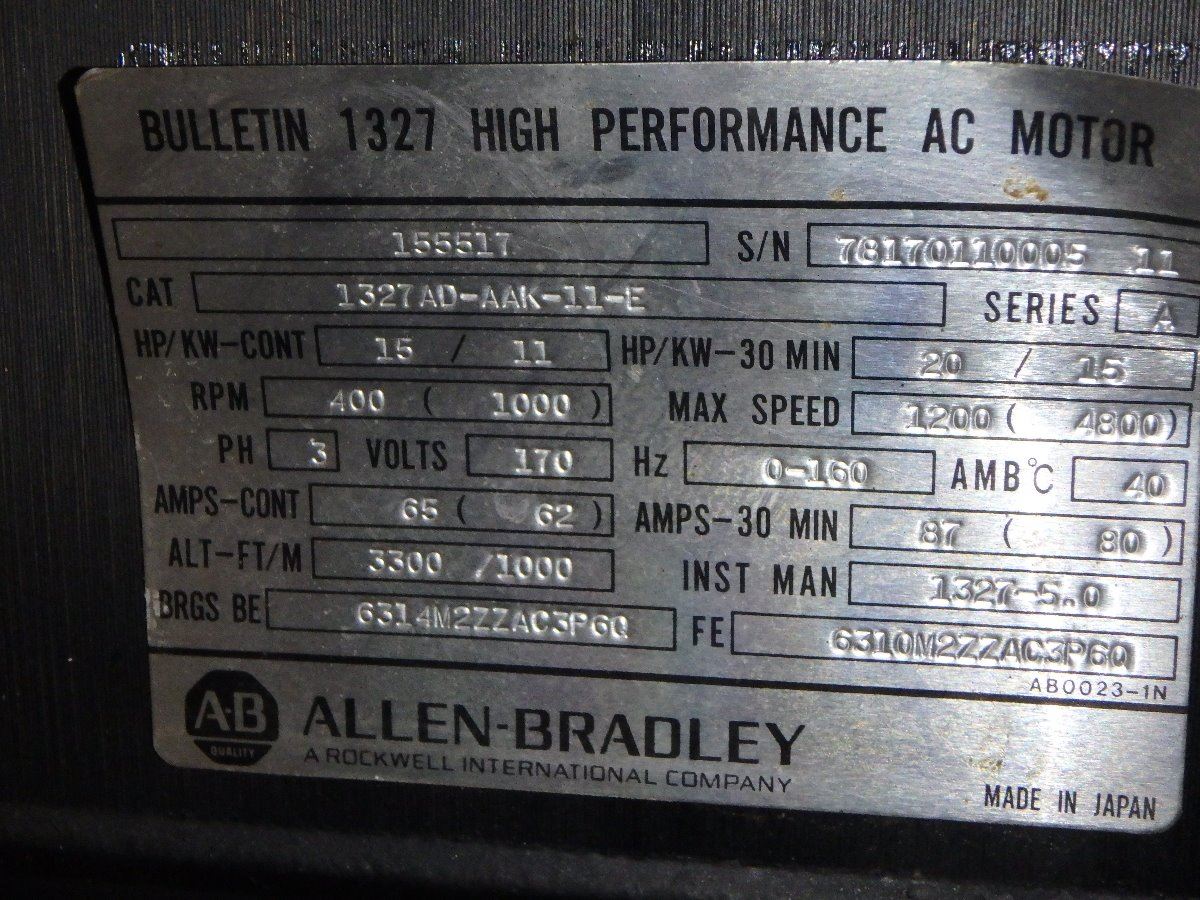 BULLETIN 1327 HIGH PERFORMANCE AC MOTOR
155517 S/N 78170110005 11
CAT 1327AD-AAK-11-E SERIES A
HP/KW-CONT 15 / 11 HP/KW-30 MIN 20 / 15
RPM 400 ( 1000 ) MAX SPEED 1200 ( 4800)
PH 3 VOLTS 170 Hz 0-160 AMB°C 40
AMPS-CONT 65 ( 62 ) AMPS-30 MIN 87 ( 80 )
ALT-FT/M 3300 /1000 INST MAN 1327-5.0
BRGS BE 6314M2ZZAC3P6Q FE 6310M2ZZAC3P6Q
AB0023-1N
A-B QUALITY ALLEN-BRADLEY
A ROCKWELL INTERNATIONAL COMPANY
MADE IN JAPAN